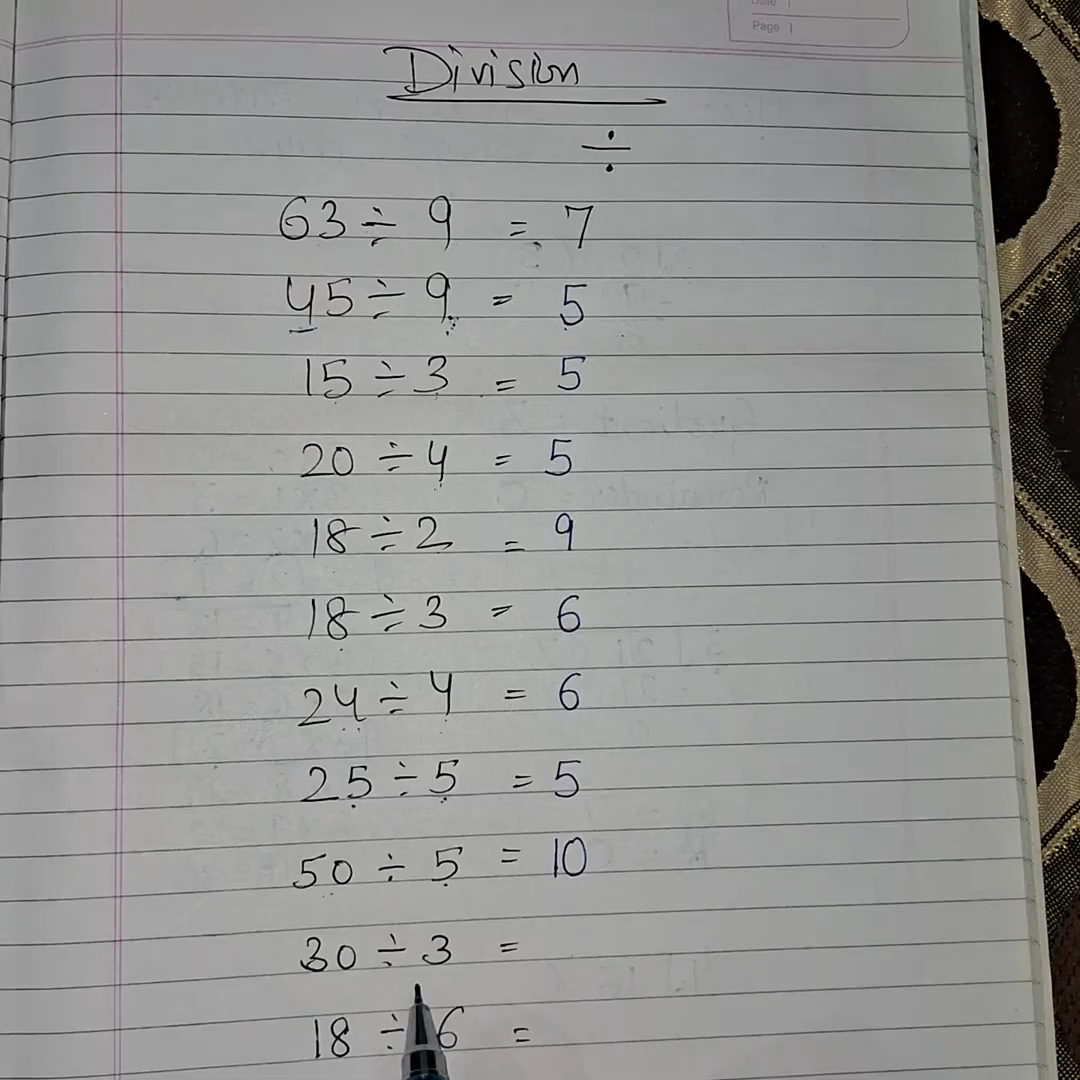 Date
Page
Division
÷
63 ÷ 9 = 7
45 ÷ 9 = 5
15 ÷ 3 = 5
20 ÷ 4 = 5
18 ÷ 2 = 9
18 ÷ 3 = 6
24 ÷ 4 = 6
25 ÷ 5 = 5
50 ÷ 5 = 10
30 ÷ 3 =
18 ÷ 6 =